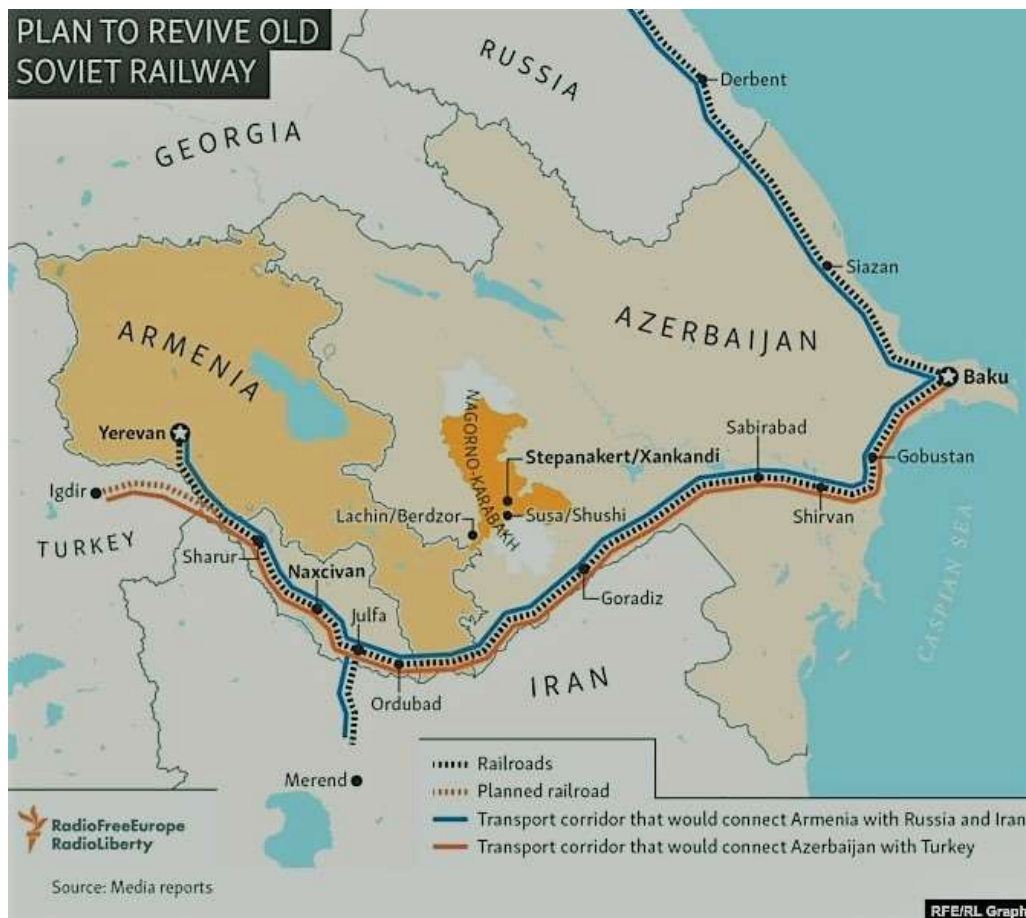 PLAN TO REVIVE OLD
SOVIET RAILWAY
RUSSIA
Derbent
GEORGIA
Siazan
AZERBAIJAN
ARMENIA
Baku
NAGORNO-KARABAKH
Yerevan
Sabirabad
Stepanakert/Xankandi
Gobustan
Igdir
Lachin/Berdzor
Susa/Shushi
Shirvan
TURKEY
Sharur
Naxcivan
Goradiz
CASPIAN SEA
Julfa
IRAN
Ordubad
Merend
Railroads
Planned railroad
Transport corridor that would connect Armenia with Russia and Iran
Transport corridor that would connect Azerbaijan with Turkey
RadioFreeEurope
RadioLiberty
Source: Media reports
RFE/RL Graph